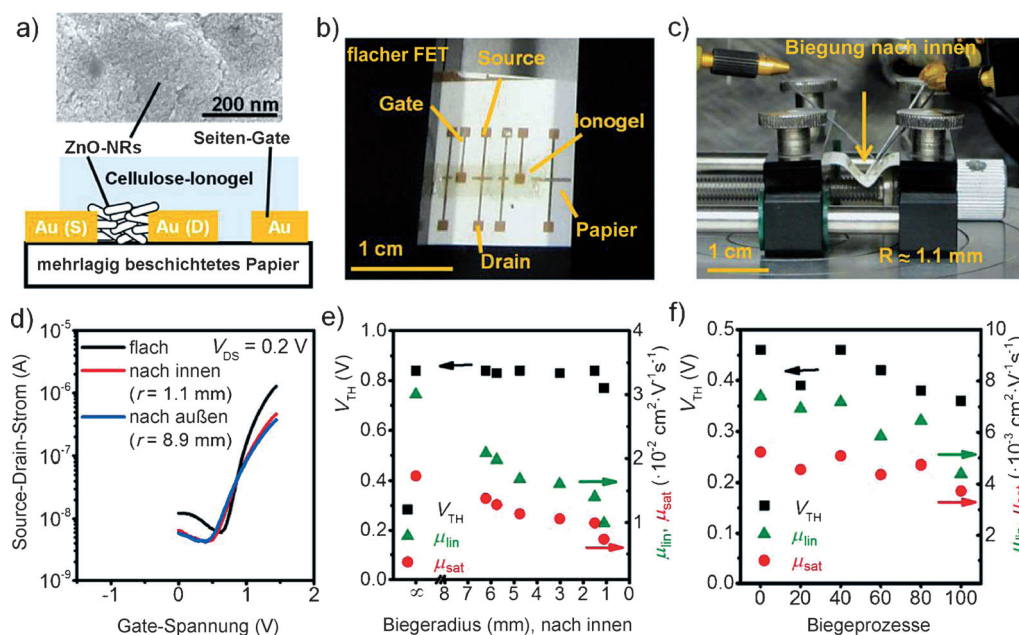 a)
200 nm
ZnO-NRs
Seiten-Gate
Cellulose-Ionogel
Au (S)
Au (D)
Au
mehrlagig beschichtetes Papier
b)
flacher FET
Source
Gate
Ionogel
Papier
1 cm
Drain
c)
Biegung nach innen
1 cm
R ≈ 1.1 mm
d)
Source-Drain-Strom (A)
10⁻⁵
10⁻⁶
10⁻⁷
10⁻⁸
10⁻⁹
flach
V_DS = 0.2 V
nach innen
(r = 1.1 mm)
nach außen
(r = 8.9 mm)
-1 0 1 2
Gate-Spannung (V)
e)
V_TH (V)
1.0
0.8
0.6
0.4
0.2
0.0
V_TH
μ_lin
μ_sat
∞ 8 7 6 5 4 3 2 1 0
Biegeradius (mm), nach innen
4
3
2
1
0
μ_lin, μ_sat (·10⁻² cm²·V⁻¹s⁻¹)
f)
V_TH (V)
0.5
0.4
0.3
0.2
0.1
0.0
V_TH
μ_lin
μ_sat
0 20 40 60 80 100
Biegeprozesse
10
8
6
4
2
μ_lin, μ_sat (·10⁻³ cm²·V⁻¹s⁻¹)